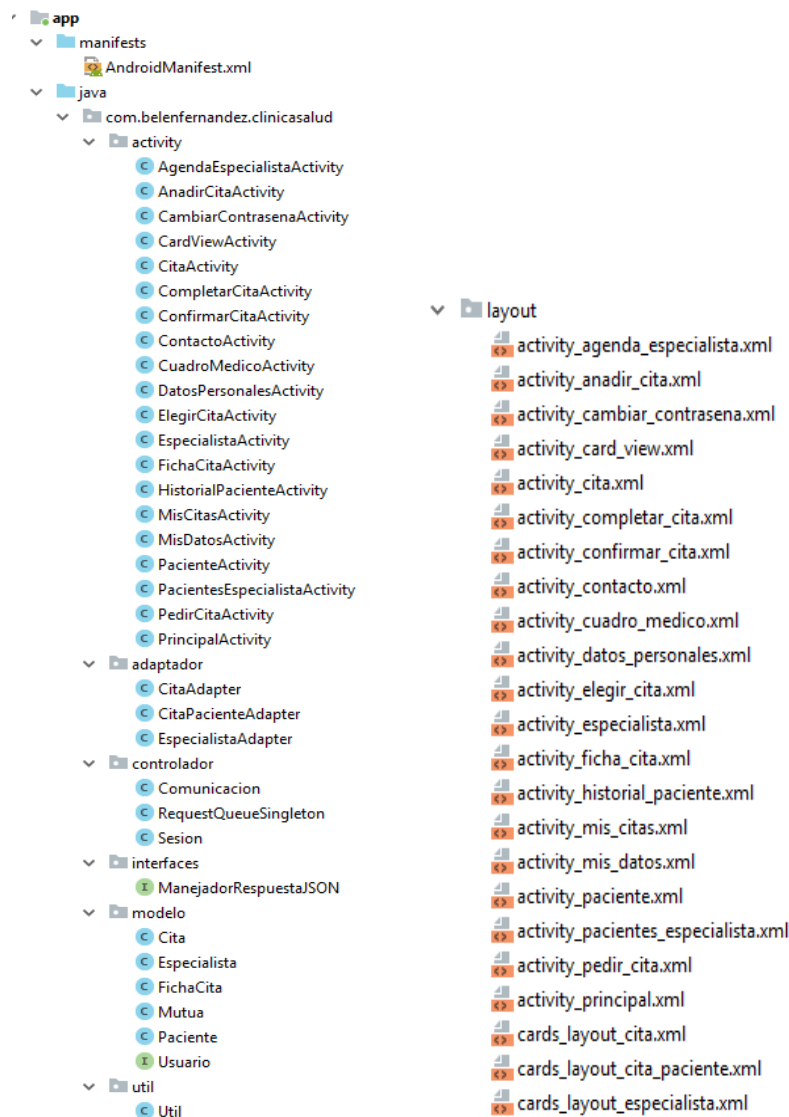 app
manifests
AndroidManifest.xml
java
com.belenfernandez.clinicasalud
activity
AgendaEspecialistaActivity
AnadirCitaActivity
CambiarContrasenaActivity
CardViewActivity
CitaActivity
CompletarCitaActivity
ConfirmarCitaActivity
ContactoActivity
CuadroMedicoActivity
DatosPersonalesActivity
ElegirCitaActivity
EspecialistaActivity
FichaCitaActivity
HistorialPacienteActivity
MisCitasActivity
MisDatosActivity
PacienteActivity
PacientesEspecialistaActivity
PedirCitaActivity
PrincipalActivity
adaptador
CitaAdapter
CitaPacienteAdapter
EspecialistaAdapter
controlador
Comunicacion
RequestQueueSingleton
Sesion
interfaces
ManejadorRespuestaJSON
modelo
Cita
Especialista
FichaCita
Mutua
Paciente
Usuario
util
Util
layout
activity_agenda_especialista.xml
activity_anadir_cita.xml
activity_cambiar_contrasena.xml
activity_card_view.xml
activity_cita.xml
activity_completar_cita.xml
activity_confirmar_cita.xml
activity_contacto.xml
activity_cuadro_medico.xml
activity_datos_personales.xml
activity_elegir_cita.xml
activity_especialista.xml
activity_ficha_cita.xml
activity_historial_paciente.xml
activity_mis_citas.xml
activity_mis_datos.xml
activity_paciente.xml
activity_pacientes_especialista.xml
activity_pedir_cita.xml
activity_principal.xml
cards_layout_cita.xml
cards_layout_cita_paciente.xml
cards_layout_especialista.xml